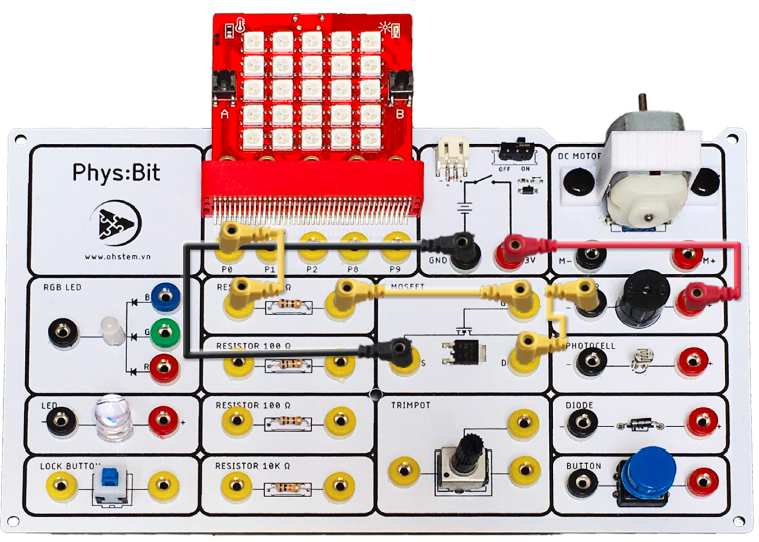 A
B
Phys:Bit
www.ohstem.vn
OFF ON
DC MOTOR
P0
P1
P2
P8
P9
GND
3V
M-
M+
RGB LED
B
G
R
MOSFET
S
D
RESISTOR 100 Ω
PHOTOCELL
-
+
LED
+
RESISTOR 100 Ω
TRIMPOT
DIODE
LOCK BUTTON
RESISTOR 10K Ω
BUTTON